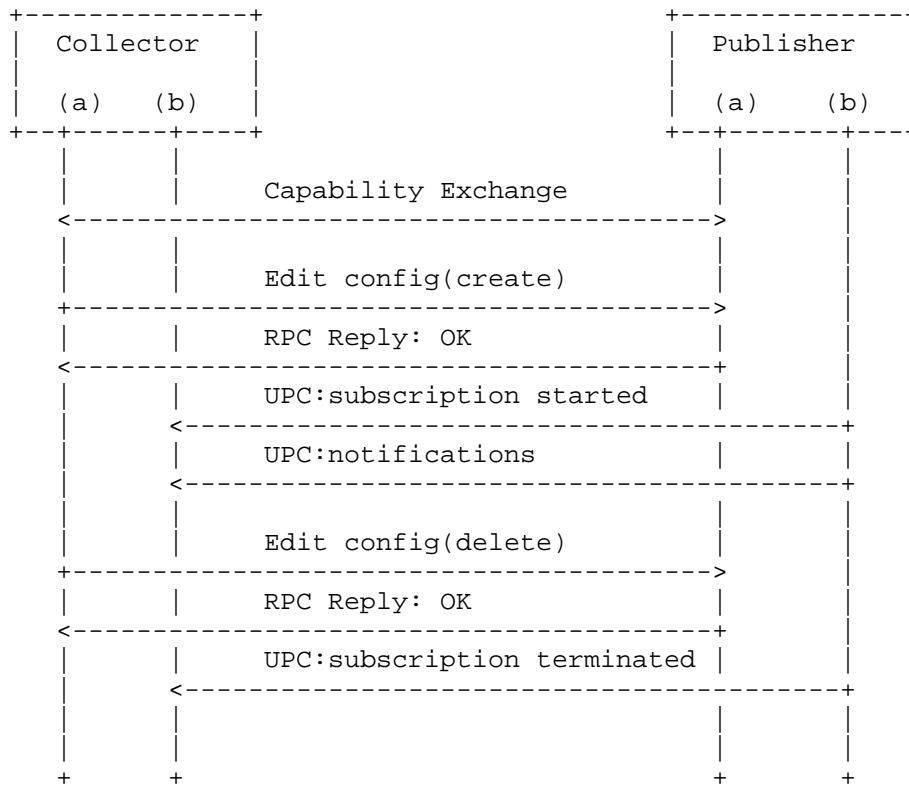 Collector Publisher
(a) (b) (a) (b)
Capability Exchange
Edit config(create)
RPC Reply: OK
UPC:subscription started
UPC:notifications
Edit config(delete)
RPC Reply: OK
UPC:subscription terminated